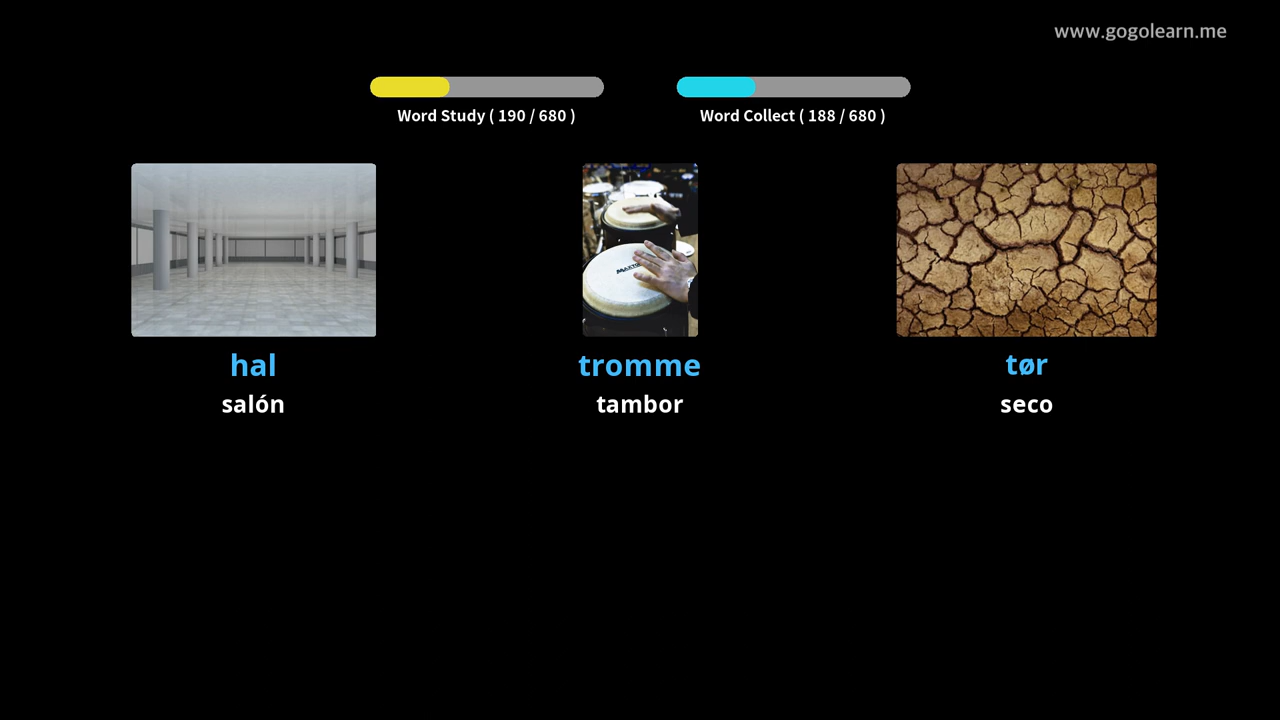 www.gogolearn.me
Word Study ( 190 / 680 )
Word Collect ( 188 / 680 )
hal
tromme
tør
salón
tambor
seco